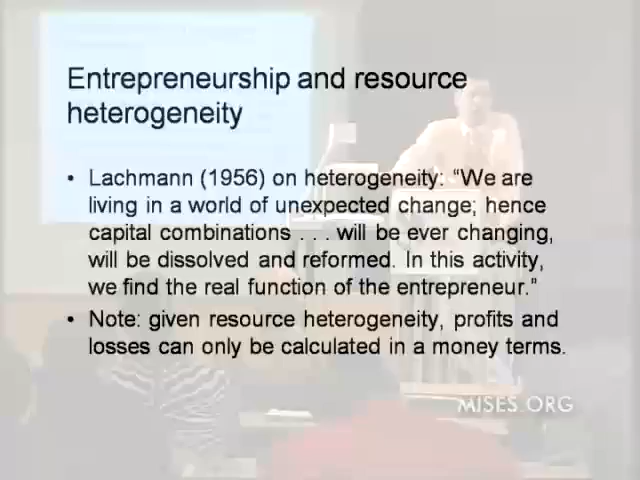 Entrepreneurship and resource
heterogeneity
• Lachmann (1956) on heterogeneity: “We are
living in a world of unexpected change; hence
capital combinations . . . will be ever changing,
will be dissolved and reformed. In this activity,
we find the real function of the entrepreneur.”
• Note: given resource heterogeneity, profits and
losses can only be calculated in a money terms.
MISES.ORG